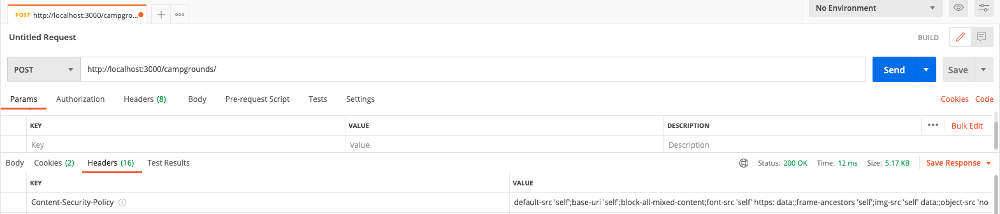 POST http://localhost:3000/campgro... No Environment
Untitled Request BUILD
POST http://localhost:3000/campgrounds/ Send Save
Params Authorization Headers (8) Body Pre-request Script Tests Settings Cookies Code
KEY VALUE DESCRIPTION Bulk Edit
Key Value Description
Body Cookies (2) Headers (16) Test Results Status: 200 OK Time: 12 ms Size: 5.17 KB Save Response
KEY VALUE
Content-Security-Policy default-src 'self';base-uri 'self';block-all-mixed-content;font-src 'self' https: data:;frame-ancestors 'self';img-src 'self' data:;object-src 'no